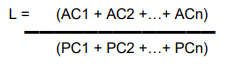 L = (AC1 + AC2 +...+ ACn)
(PC1 + PC2 +...+ PCn)